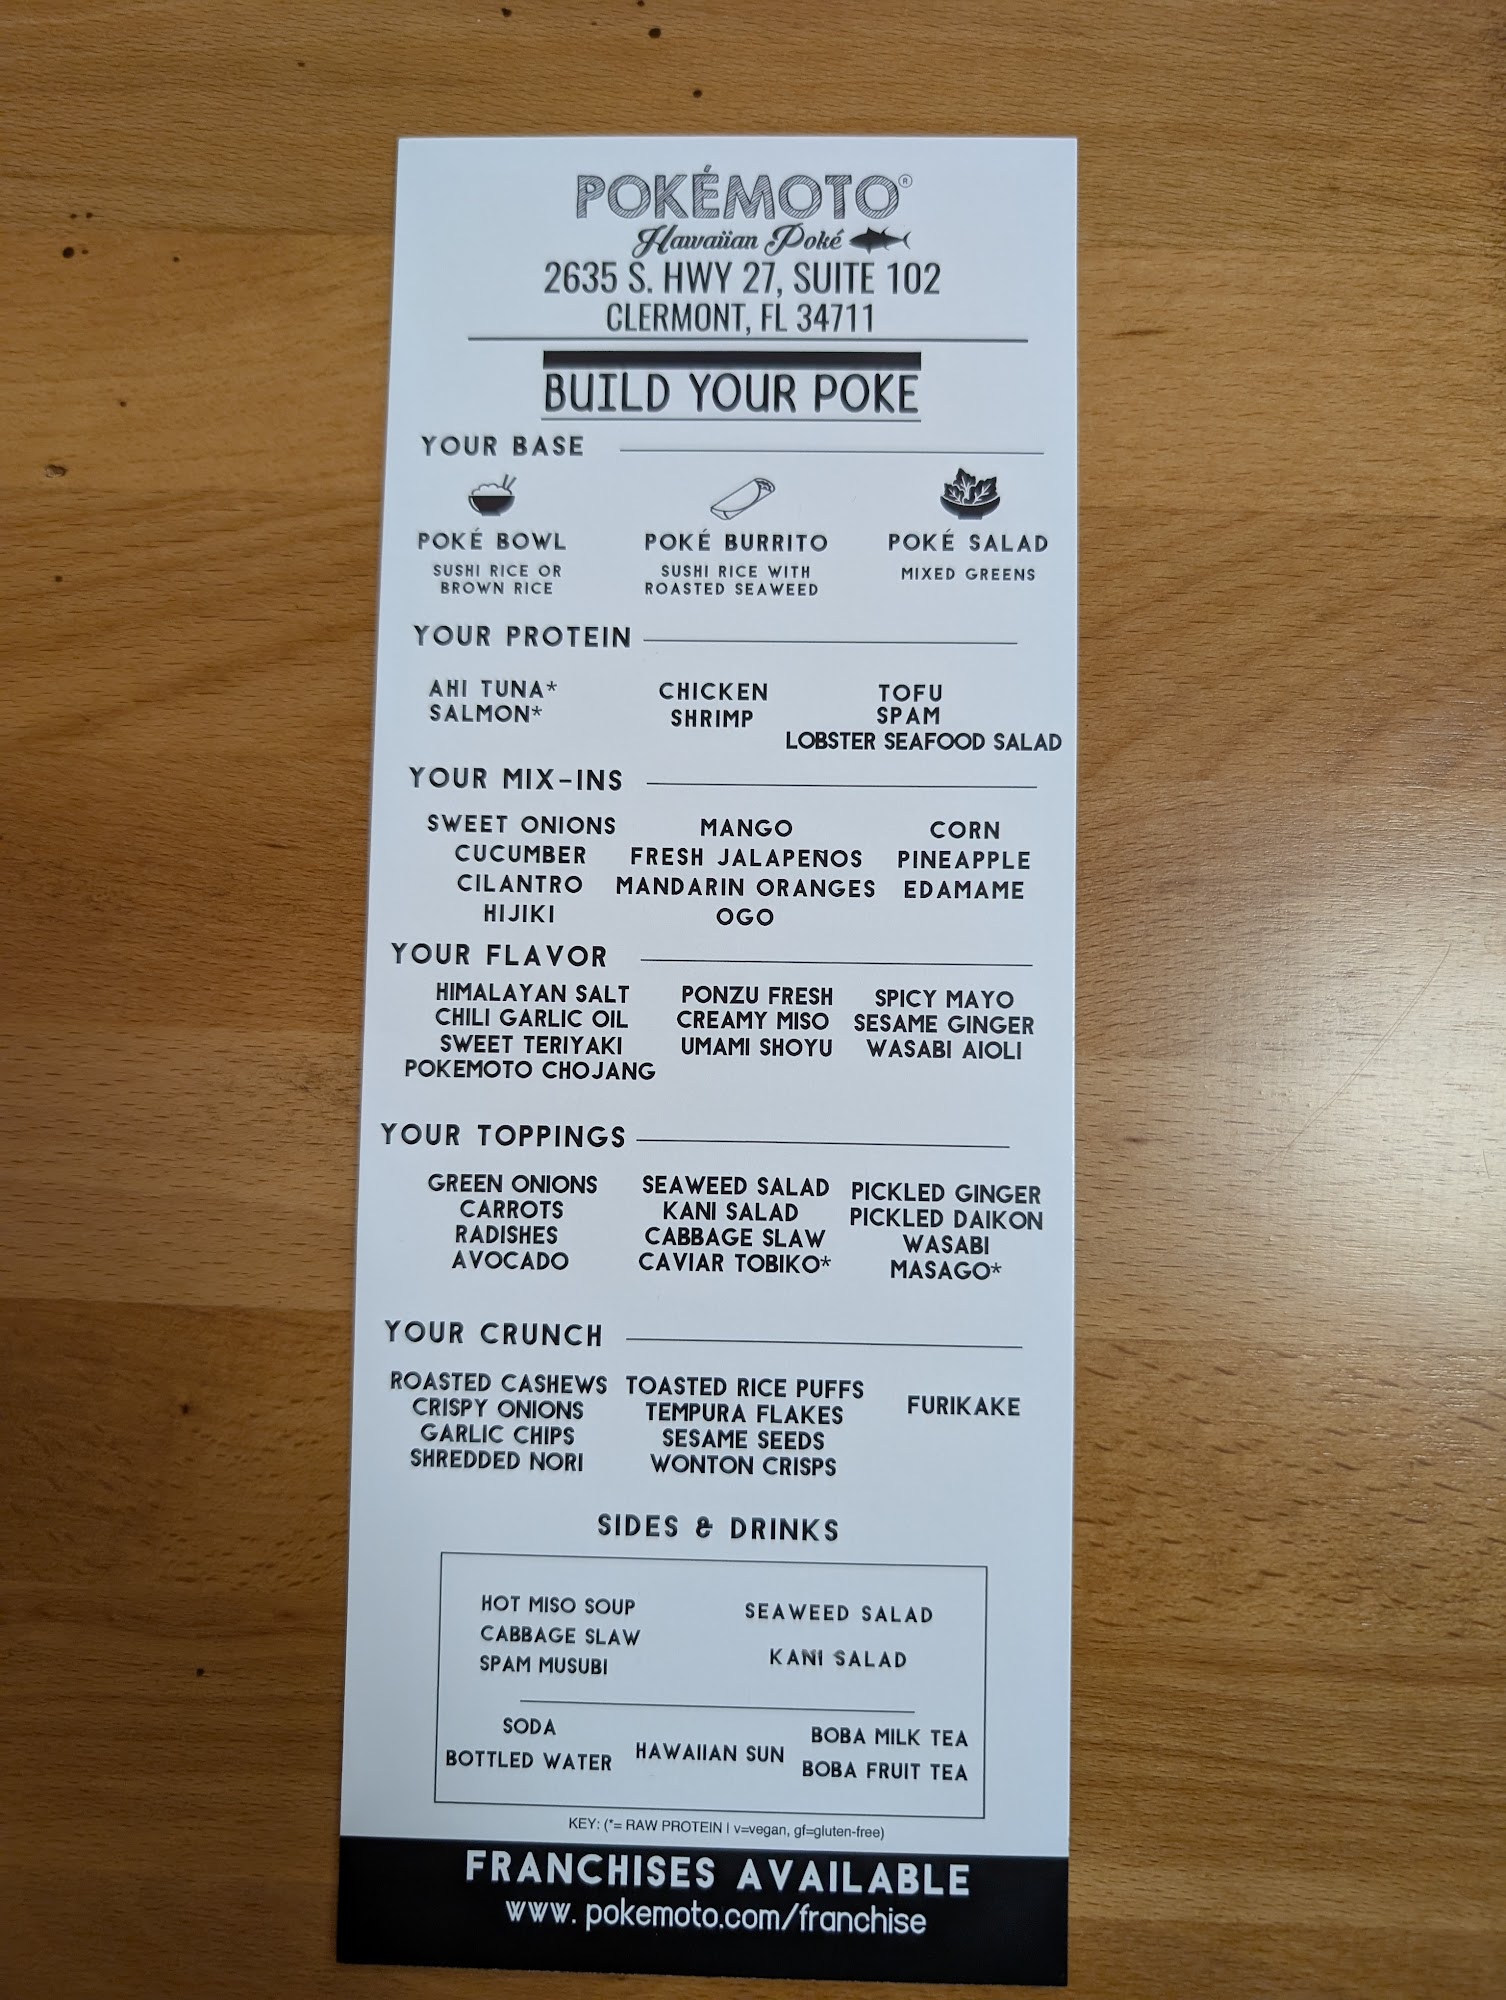 POKÉMOTO®
Hawaiian Poké
2635 S. HWY 27, SUITE 102
CLERMONT, FL 34711
BUILD YOUR POKE
YOUR BASE
POKÉ BOWL
SUSHI RICE OR
BROWN RICE
POKÉ BURRITO
SUSHI RICE WITH
ROASTED SEAWEED
POKÉ SALAD
MIXED GREENS
YOUR PROTEIN
AHI TUNA*
SALMON*
CHICKEN
SHRIMP
TOFU
SPAM
LOBSTER SEAFOOD SALAD
YOUR MIX-INS
SWEET ONIONS
CUCUMBER
CILANTRO
HIJIKI
MANGO
FRESH JALAPEÑOS
MANDARIN ORANGES
OGO
CORN
PINEAPPLE
EDAMAME
YOUR FLAVOR
HIMALAYAN SALT
CHILI GARLIC OIL
SWEET TERIYAKI
POKEMOTO CHOJANG
PONZU FRESH
CREAMY MISO
UMAMI SHOYU
SPICY MAYO
SESAME GINGER
WASABI AIOLI
YOUR TOPPINGS
GREEN ONIONS
CARROTS
RADISHES
AVOCADO
SEAWEED SALAD
KANI SALAD
CABBAGE SLAW
CAVIAR TOBIKO*
PICKLED GINGER
PICKLED DAIKON
WASABI
MASAGO*
YOUR CRUNCH
ROASTED CASHEWS
CRISPY ONIONS
GARLIC CHIPS
SHREDDED NORI
TOASTED RICE PUFFS
TEMPURA FLAKES
SESAME SEEDS
WONTON CRISPS
FURIKAKE
SIDES & DRINKS
HOT MISO SOUP
CABBAGE SLAW
SPAM MUSUBI
SEAWEED SALAD
KANI SALAD
SODA
BOTTLED WATER
HAWAIIAN SUN
BOBA MILK TEA
BOBA FRUIT TEA
KEY: (*= RAW PROTEIN | v=vegan, gf=gluten-free)
FRANCHISES AVAILABLE
www. pokemoto.com/franchise